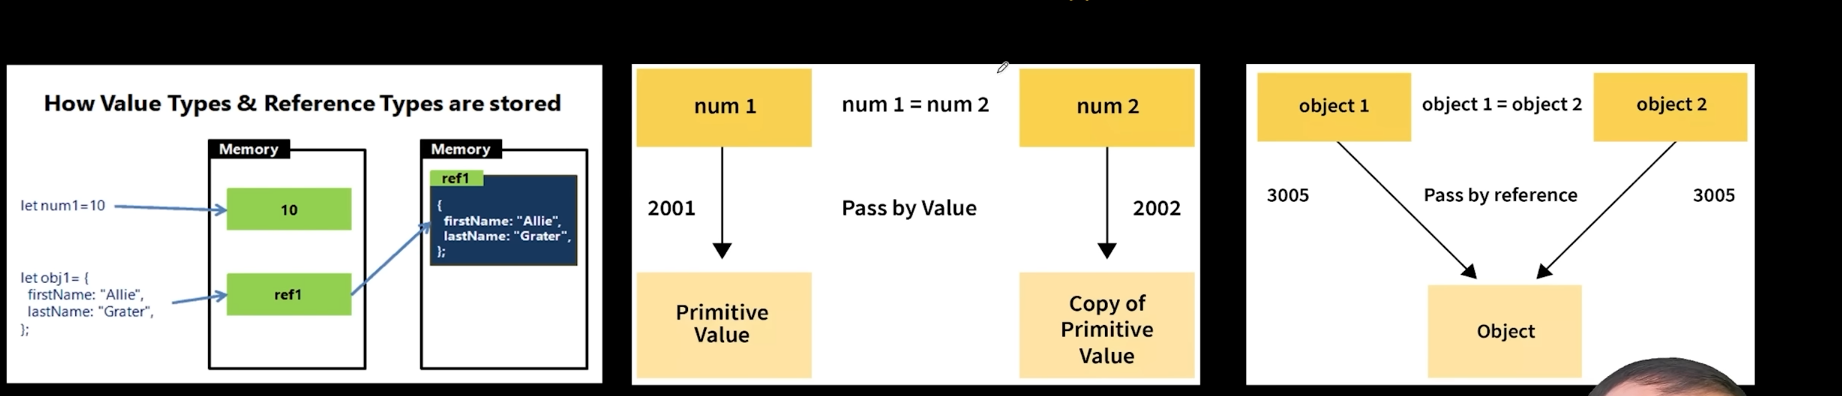 How Value Types & Reference Types are stored
Memory
Memory
let num1=10
10
let obj1= {
firstName: "Allie",
lastName: "Grater",
};
ref1
ref1
{
firstName: "Allie",
lastName: "Grater",
};
num 1
num 1 = num 2
num 2
2001
Pass by Value
2002
Primitive
Value
Copy of
Primitive
Value
object 1
object 1 = object 2
object 2
3005
Pass by reference
3005
Object